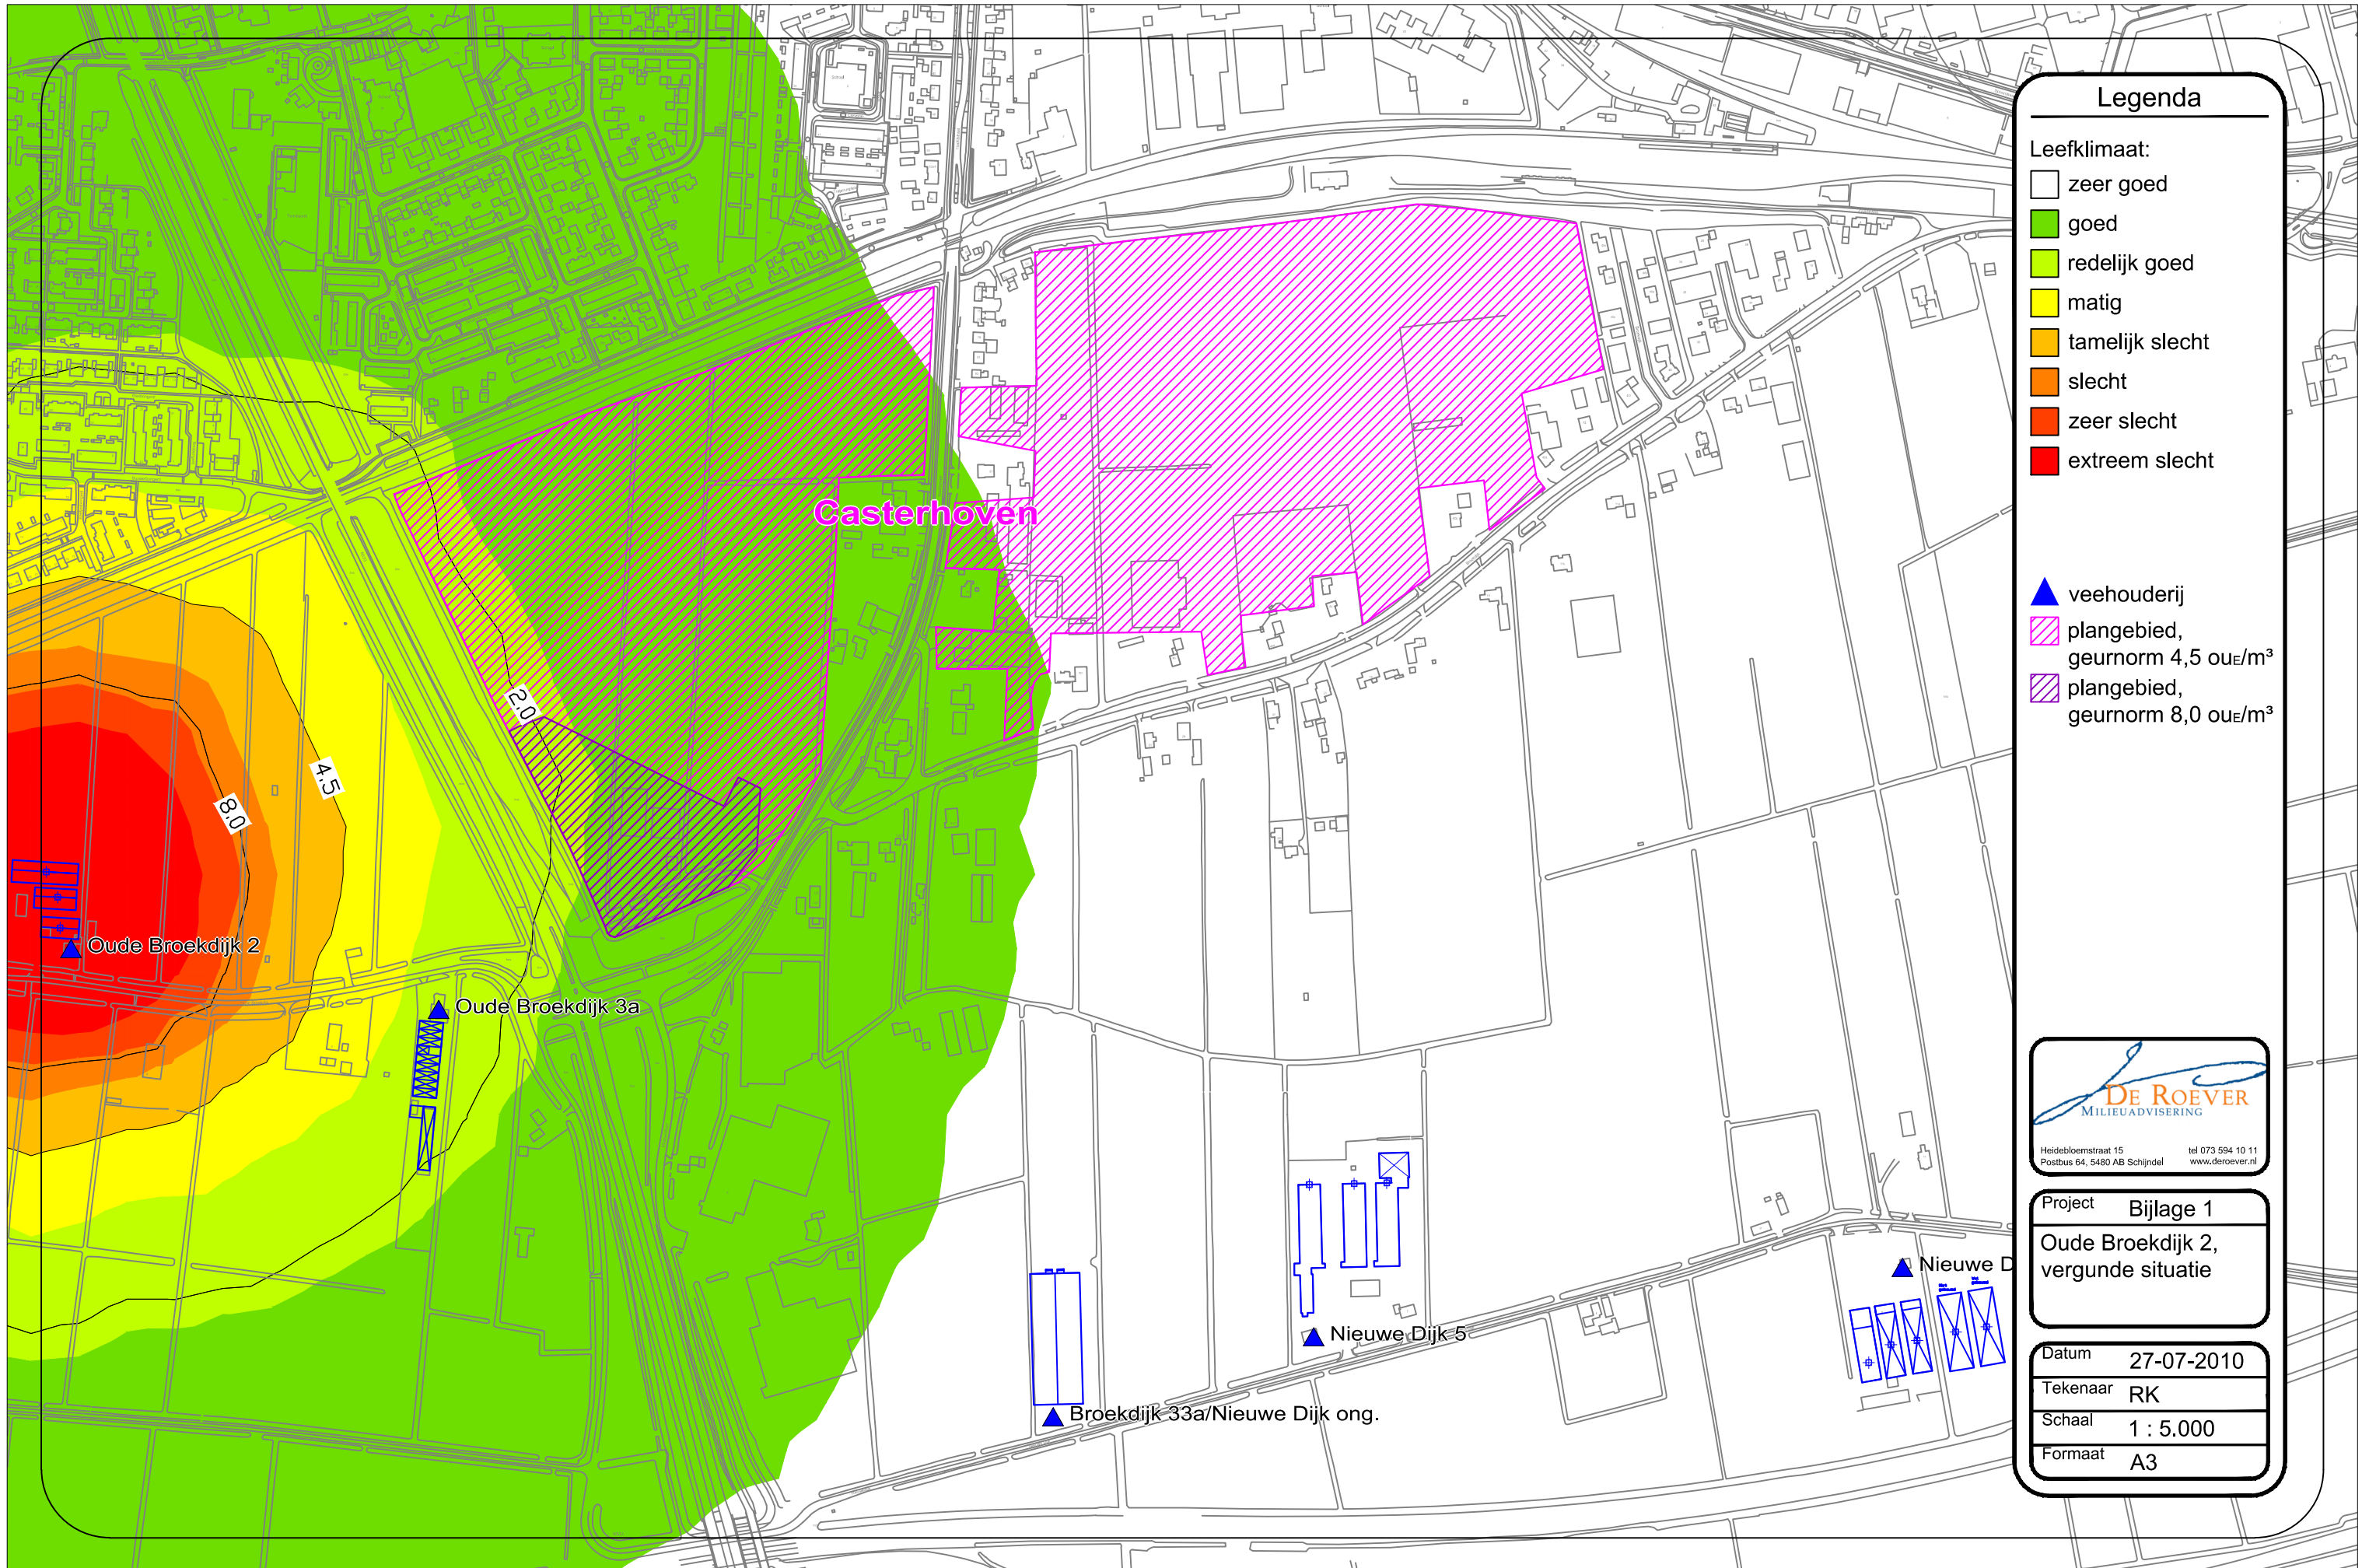 Legenda
Leefklimaat:
zeer goed
goed
redelijk goed
matig
tamelijk slecht
slecht
zeer slecht
extreem slecht
veehouderij
plangebied,
geurnorm 4,5 ouE/m³
plangebied,
geurnorm 8,0 ouE/m³
Casterhoven
2.0
4.5
8.0
Oude Broekdijk 2
Oude Broekdijk 3a
Nieuwe D
Nieuwe Dijk 5
Broekdijk 33a/Nieuwe Dijk ong.
DE ROEVER
MILIEUADVISERING
Heidebloemstraat 15 tel 073 594 10 11
Postbus 64, 5480 AB Schijndel www.deroever.nl
Project Bijlage 1
Oude Broekdijk 2,
vergunde situatie
Datum 27-07-2010
Tekenaar RK
Schaal 1 : 5.000
Formaat A3